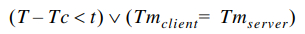 (T – Tc < t) ∨ (Tm_client = Tm_server)